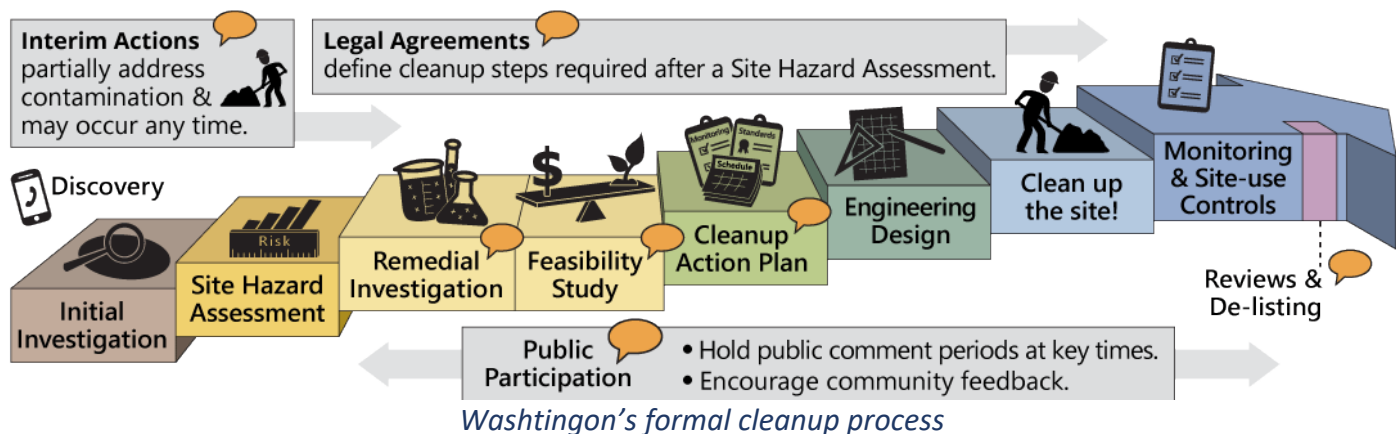 Interim Actions
partially address
contamination &
may occur any time.
Legal Agreements
define cleanup steps required after a Site Hazard Assessment.
Discovery
Initial
Investigation
Risk
Site Hazard
Assessment
Remedial
Investigation
$
Feasibility
Study
Monitoring
Standards
Schedule
Cleanup
Action Plan
Engineering
Design
Clean up
the site!
Monitoring
& Site-use
Controls
Reviews &
De-listing
Public
Participation
• Hold public comment periods at key times.
• Encourage community feedback.
Washtingon's formal cleanup process